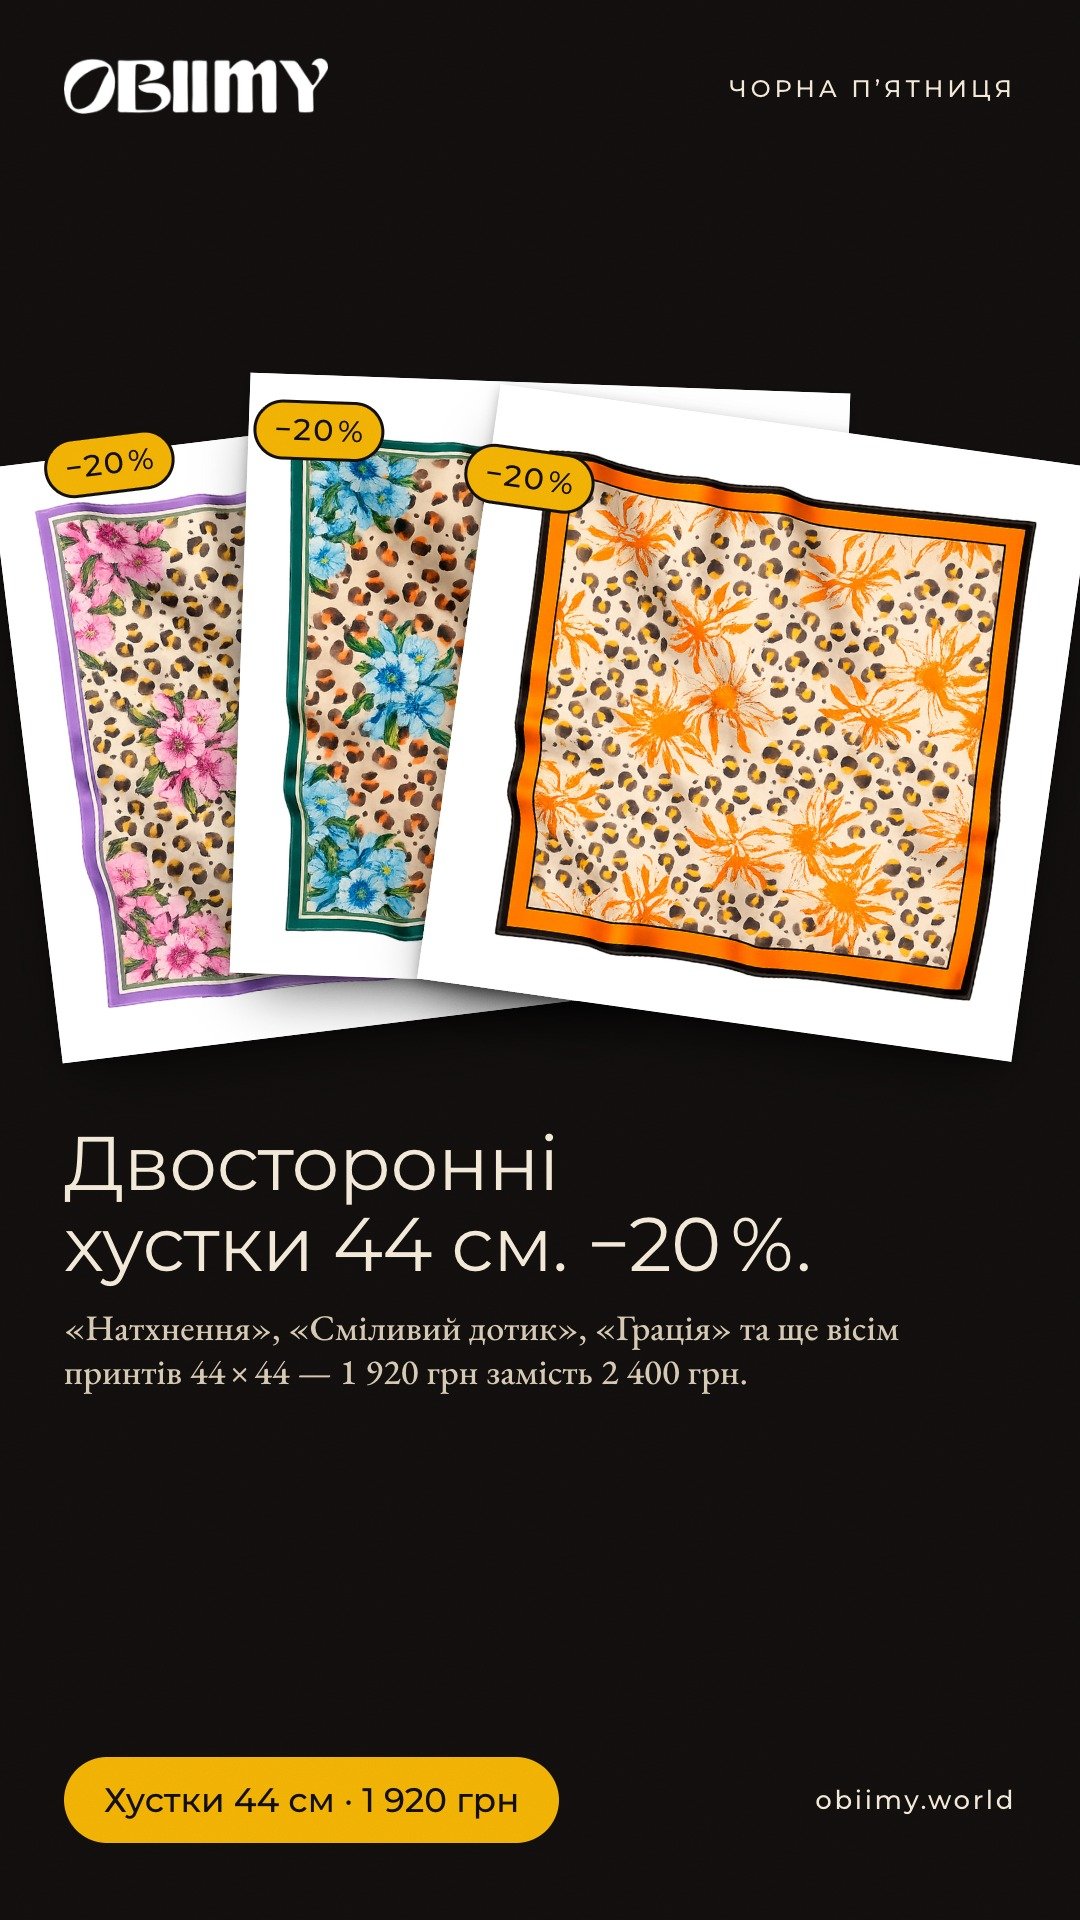 OBIIMY
ЧОРНА П’ЯТНИЦЯ
−20 %
−20 %
−20 %
Двосторонні
хустки 44 см. −20 %.
«Натхнення», «Сміливий дотик», «Грація» та ще вісім
принтів 44 × 44 — 1 920 грн замість 2 400 грн.
Хустки 44 см · 1 920 грн
obiimy.world